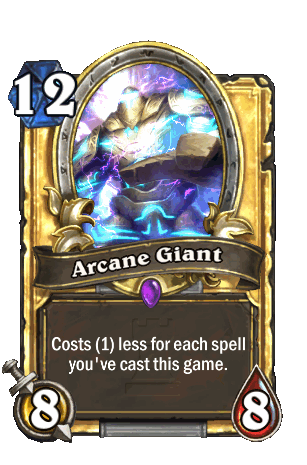 12
Arcane Giant
Costs (1) less for each spell
you've cast this game.
8
8